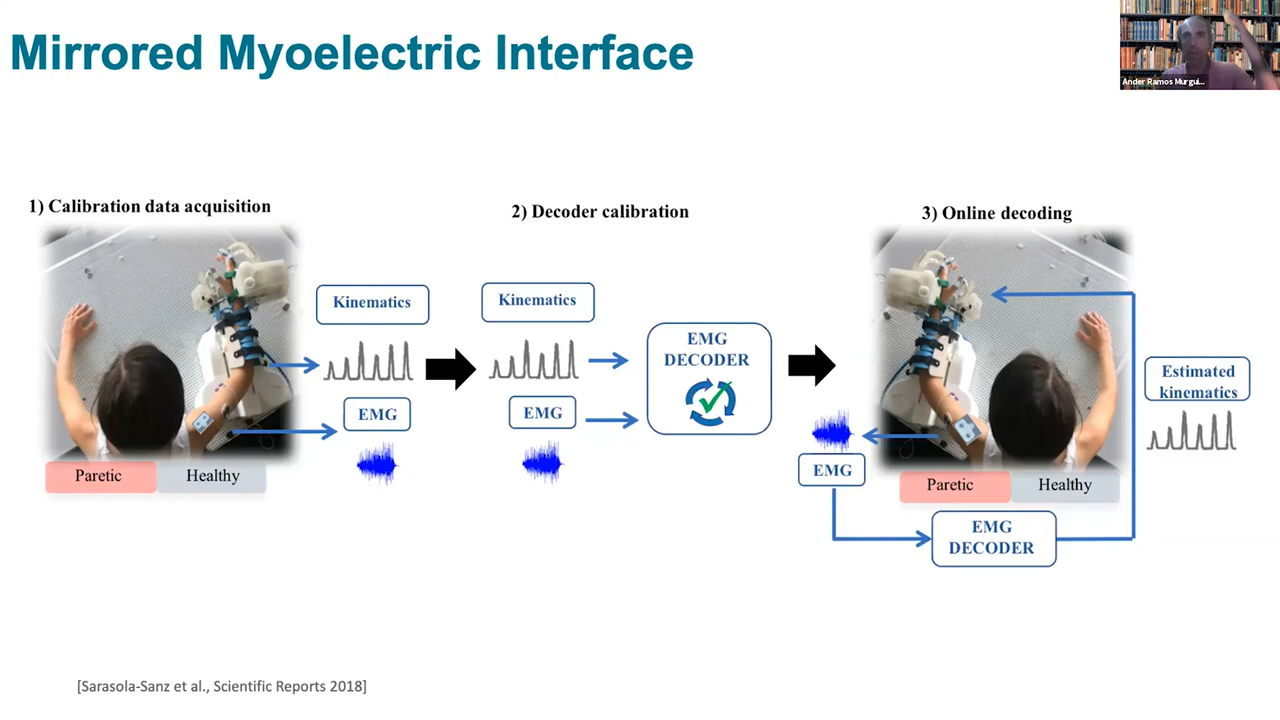 Mirrored Myoelectric Interface
Ander Ramos Murgui...
1) Calibration data acquisition
Kinematics
EMG
Paretic
Healthy
2) Decoder calibration
Kinematics
EMG
EMG
DECODER
3) Online decoding
EMG
Paretic
Healthy
EMG
DECODER
Estimated
kinematics
[Sarasola-Sanz et al., Scientific Reports 2018]